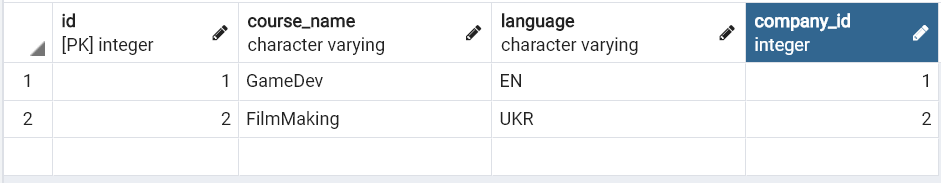 id course_name language company_id
[PK] integer character varying character varying integer
1 1 GameDev EN 1
2 2 FilmMaking UKR 2